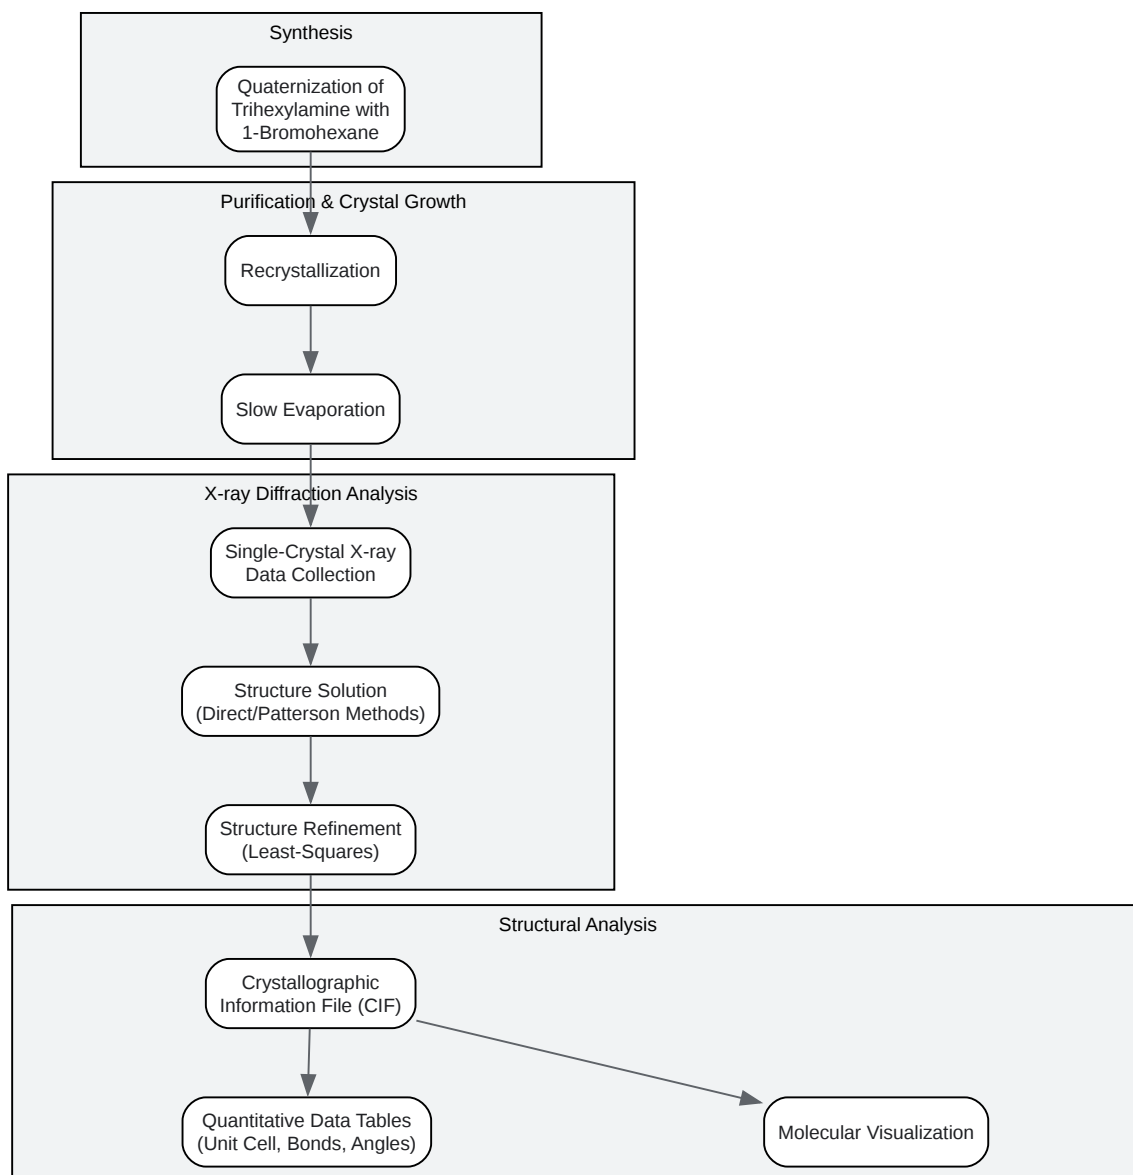 Synthesis
Quaternization of
Trihexylamine with
1-Bromohexane
Purification & Crystal Growth
Recrystallization
Slow Evaporation
X-ray Diffraction Analysis
Single-Crystal X-ray
Data Collection
Structure Solution
(Direct/Patterson Methods)
Structure Refinement
(Least-Squares)
Structural Analysis
Crystallographic
Information File (CIF)
Quantitative Data Tables
(Unit Cell, Bonds, Angles)
Molecular Visualization